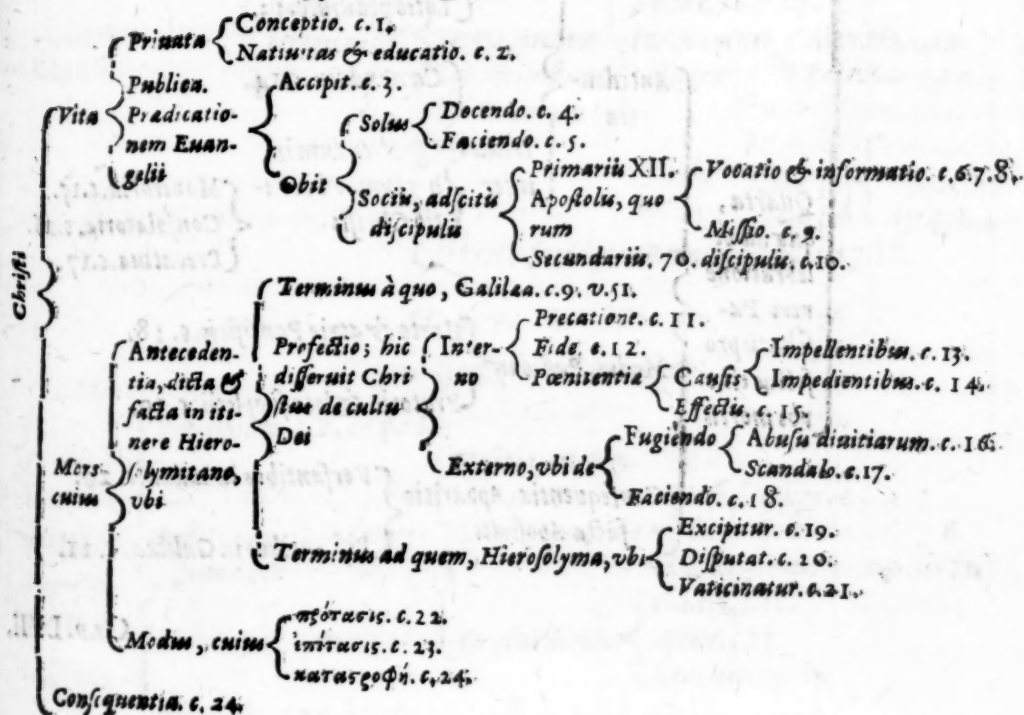 Christi
Vita
Priuata
Conceptio. c. 1.
Natiuitas & educatio. c. 2.
Publica.
Prædicatio-
nem Euan-
gelii
Accipit. c. 3.
Obit
Solus
Docendo. c. 4.
Faciendo. c. 5.
Sociis, adscitis
discipulis
Primariis XII.
Apostolis, quo
rum
Vocatio & informatio. c. 6. 7. 8.
Missio. c. 9.
Secundariis. 70. discipulis. c. 10.
Mors
cuius
Anteceden-
tia, dicta &
facta in iti-
nere Hiero-
solymitano,
vbi
Terminus à quo, Galilæa. c. 9. v. 51.
Profectio; hic
disseruit Chri
stus de cultu
Dei
Inter-
no
Precatione. c. 11.
Fide. c. 12.
Pœnitentia
Causis
Impellentibus. c. 13.
Impedientibus. c. 14.
Effectis. c. 15.
Externo, vbi de
Fugiendo
Abusu diuitiarum. c. 16.
Scandalo. c. 17.
Faciendo. c. 18.
Terminus ad quem, Hierosolyma, vbi
Excipitur. c. 19.
Disputat. c. 20.
Vaticinatur. c. 21.
Modus, cuius
πρότασις. c. 22.
ἐπίτασις. c. 23.
καταστροφή. c. 24.
Consequentia. c. 24.